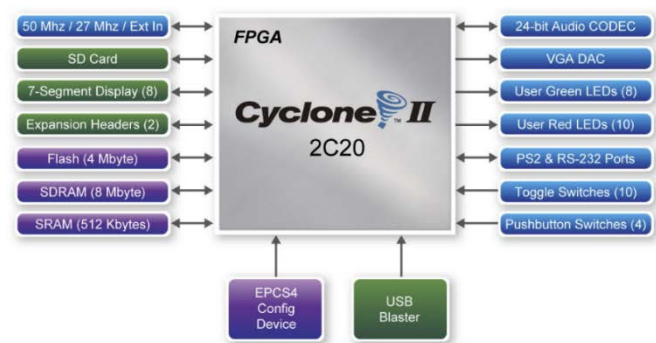 50 Mhz / 27 Mhz / Ext In
SD Card
7-Segment Display (8)
Expansion Headers (2)
Flash (4 Mbyte)
SDRAM (8 Mbyte)
SRAM (512 Kbytes)
FPGA
Cyclone™ II
2C20
24-bit Audio CODEC
VGA DAC
User Green LEDs (8)
User Red LEDs (10)
PS2 & RS-232 Ports
Toggle Switches (10)
Pushbutton Switches (4)
EPCS4
Config
Device
USB
Blaster